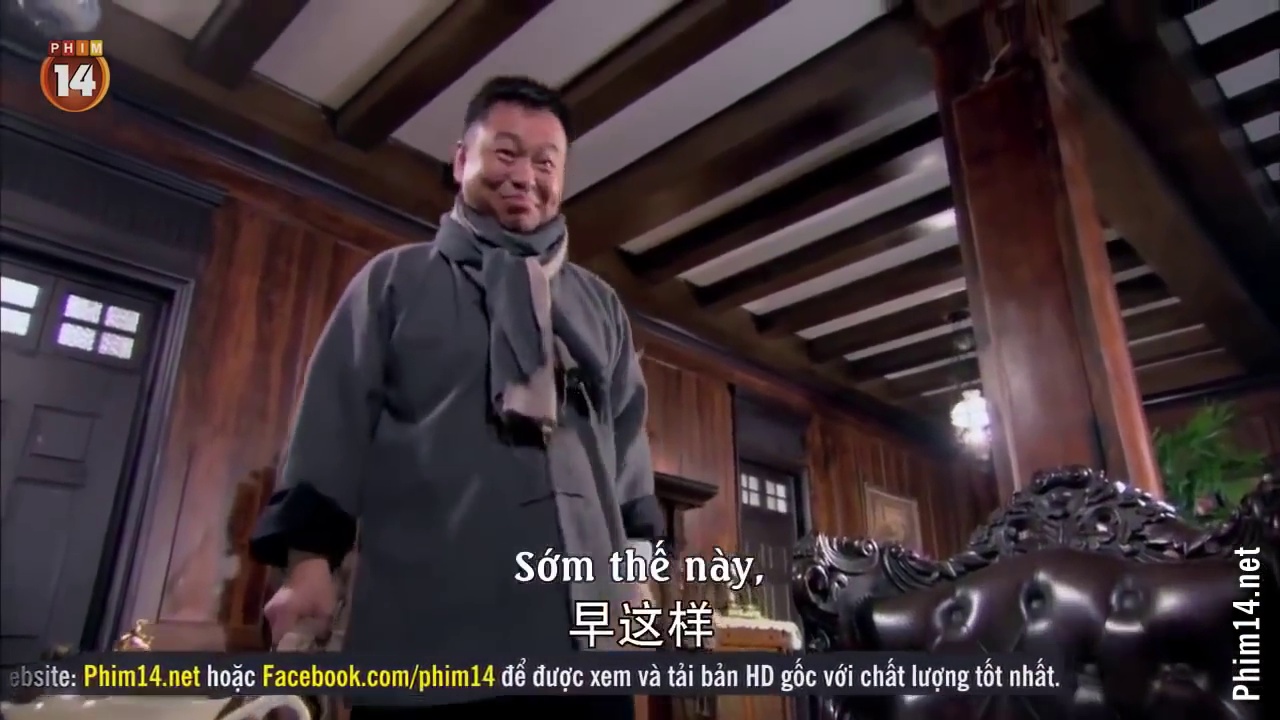 PHIM
14
Sớm thế này,
早这样
ebsite: Phim14.net hoặc Facebook.com/phim14 để được xem và tải bản HD gốc với chất lượng tốt nhất.
Phim14.net